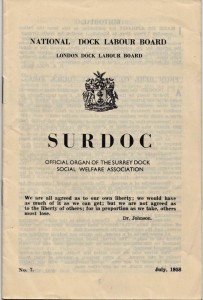 NATIONAL DOCK LABOUR BOARD
LONDON DOCK LABOUR BOARD
SURDOC
OFFICIAL ORGAN OF THE SURREY DOCK
SOCIAL WELFARE ASSOCIATION
We are all agreed as to our own liberty; we would have
as much of it as we can get; but we are not agreed as
to the liberty of others; for in proportion as we take, others
must lose.
Dr. Johnson.
No. 7.
July,